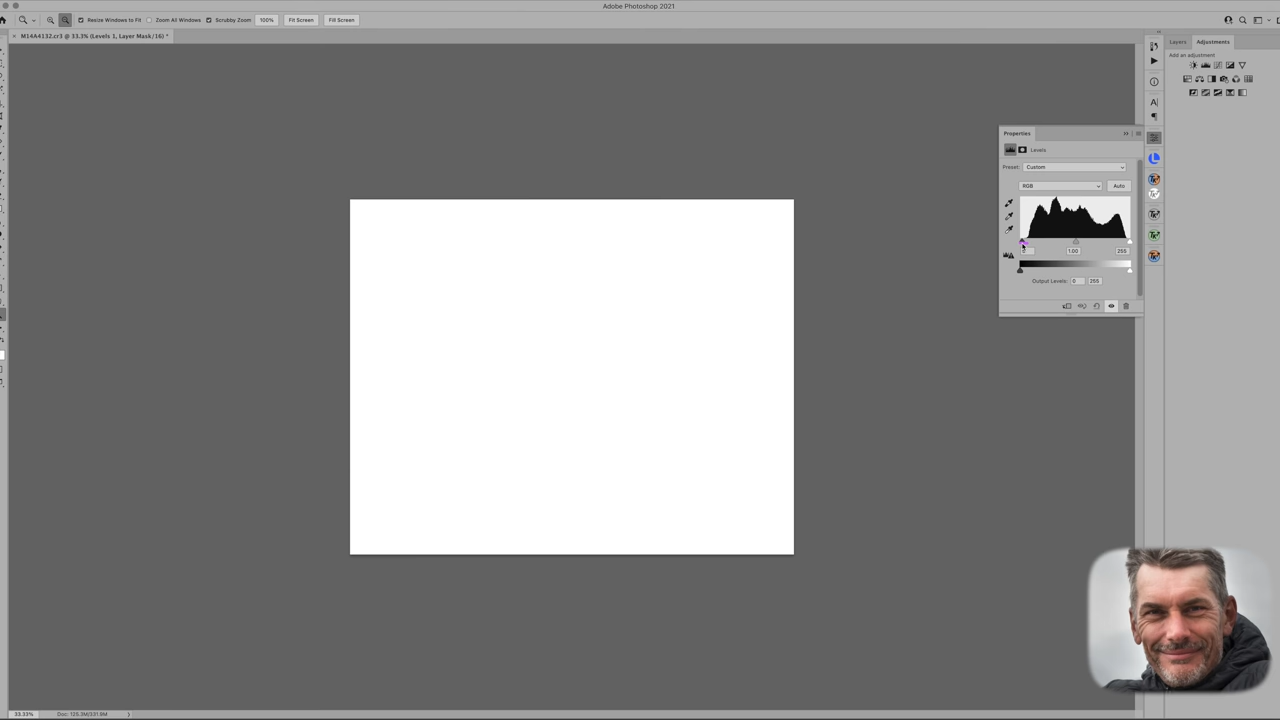 Adobe Photoshop 2021
Resize Windows to Fit Zoom All Windows Scrubby Zoom 100% Fit Screen Fill Screen
M14A4132.cr3 @ 33.3% (Levels 1, Layer Mask/16) *
Layers Adjustments
Add an adjustment
Properties
Levels
Preset: Custom
RGB Auto
1.00 255
Output Levels: 0 255
33.33% Doc: 125.3M/331.9M